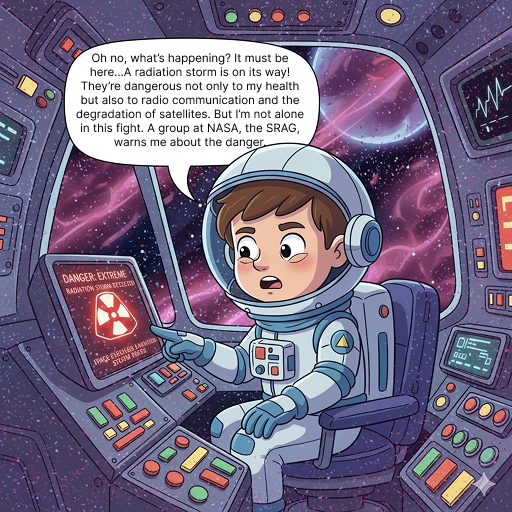 Oh no, what's happening? It must be
here...A radiation storm is on its way!
They're dangerous not only to my health
but also to radio communication and the
degradation of satellites. But I'm not alone
in this fight. A group at NASA, the SRAG,
warns me about the danger.
DANGER: EXTREME
RADIATION STORM DETECTED